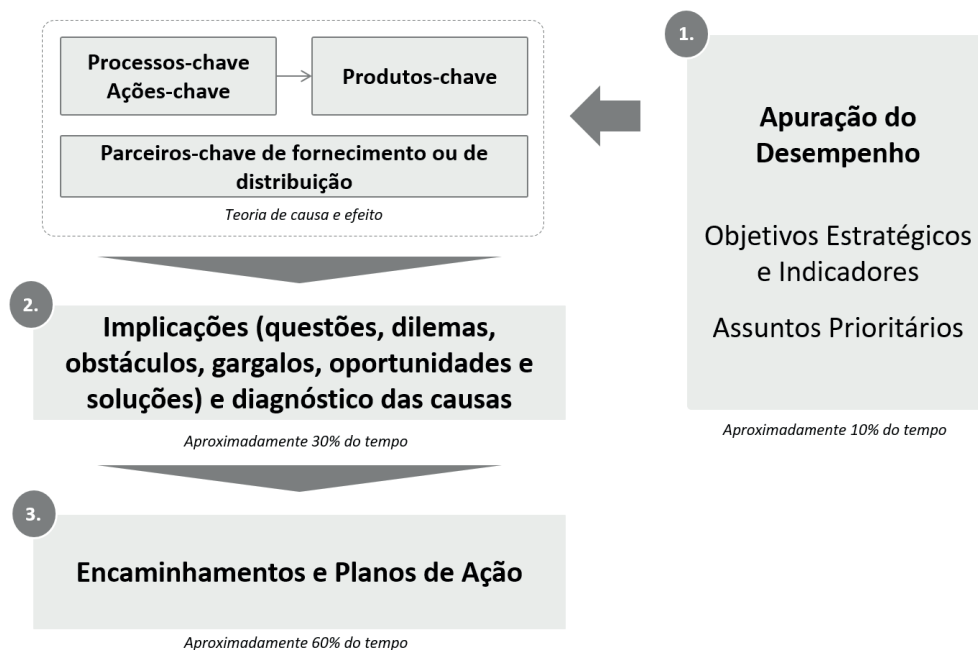 1.
Apuração do
Desempenho
Objetivos Estratégicos
e Indicadores
Assuntos Prioritários
Aproximadamente 10% do tempo
Processos-chave
Ações-chave
Produtos-chave
Parceiros-chave de fornecimento ou de
distribuição
Teoria de causa e efeito
2.
Implicações (questões, dilemas,
obstáculos, gargalos, oportunidades e
soluções) e diagnóstico das causas
Aproximadamente 30% do tempo
3.
Encaminhamentos e Planos de Ação
Aproximadamente 60% do tempo